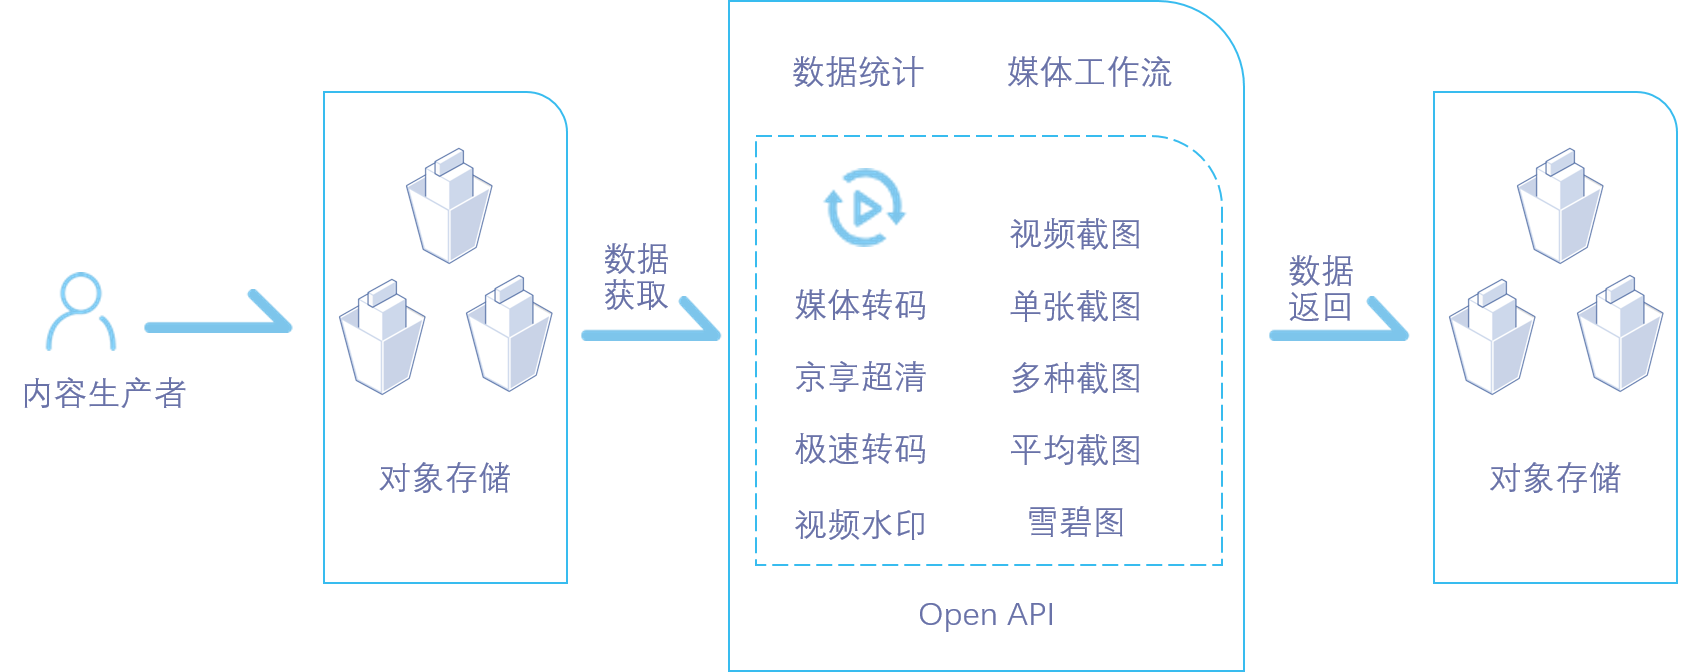 内容生产者
对象存储
数据
获取
数据统计
媒体工作流
媒体转码
京享超清
极速转码
视频水印
视频截图
单张截图
多种截图
平均截图
雪碧图
Open API
数据
返回
对象存储